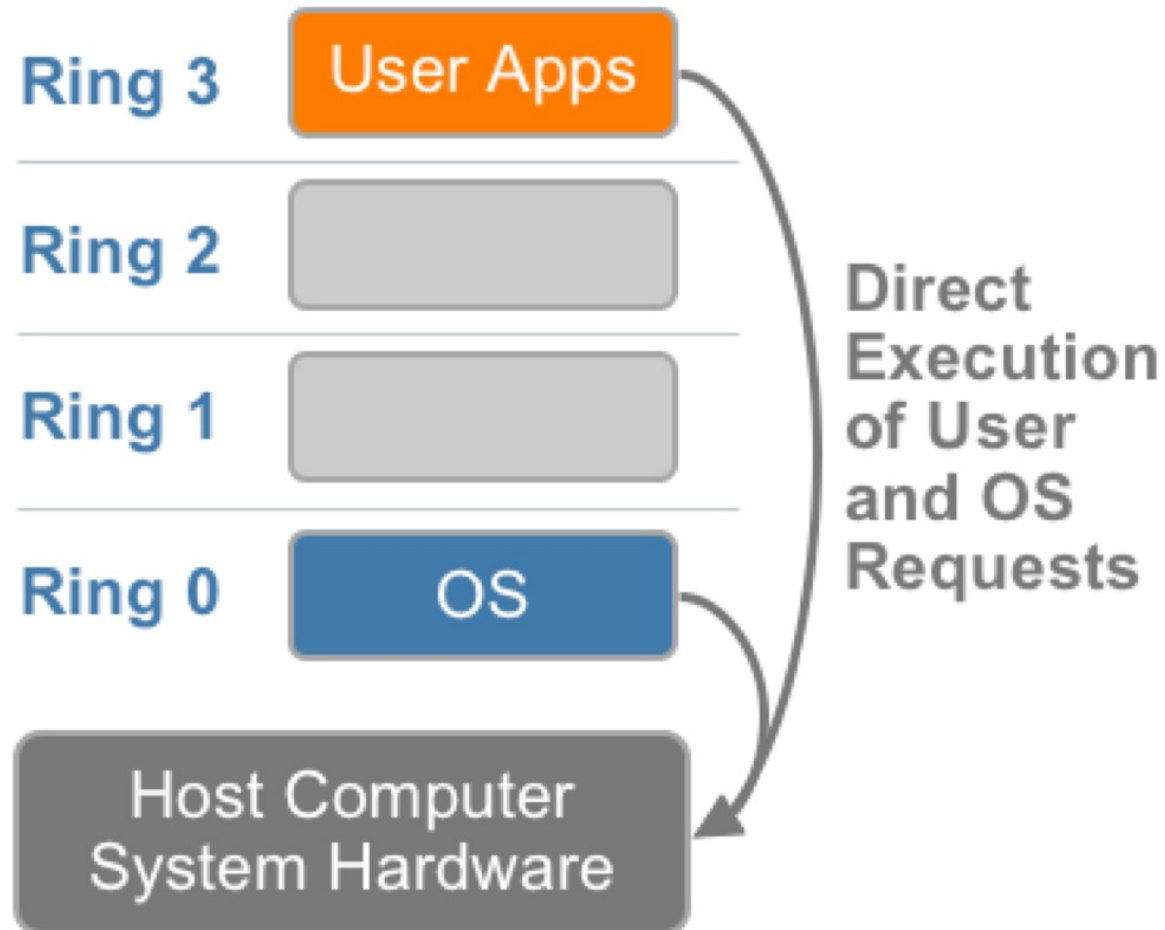 Ring 3
User Apps
Ring 2
Ring 1
Ring 0
OS
Direct
Execution
of User
and OS
Requests
Host Computer
System Hardware